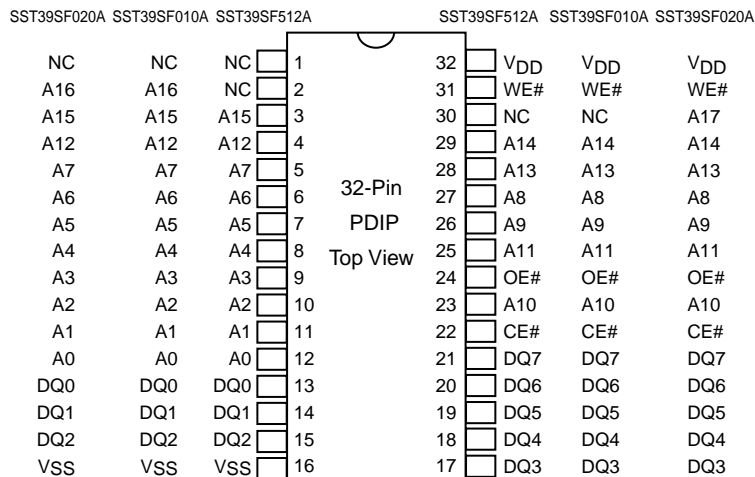 SST39SF020A SST39SF010A SST39SF512A SST39SF512A SST39SF010A SST39SF020A
NC NC NC 1 32 VDD VDD VDD
A16 A16 NC 2 31 WE# WE# WE#
A15 A15 A15 3 30 NC NC A17
A12 A12 A12 4 29 A14 A14 A14
A7 A7 A7 5 28 A13 A13 A13
A6 A6 A6 6 32-Pin 27 A8 A8 A8
A5 A5 A5 7 PDIP 26 A9 A9 A9
A4 A4 A4 8 Top View 25 A11 A11 A11
A3 A3 A3 9 24 OE# OE# OE#
A2 A2 A2 10 23 A10 A10 A10
A1 A1 A1 11 22 CE# CE# CE#
A0 A0 A0 12 21 DQ7 DQ7 DQ7
DQ0 DQ0 DQ0 13 20 DQ6 DQ6 DQ6
DQ1 DQ1 DQ1 14 19 DQ5 DQ5 DQ5
DQ2 DQ2 DQ2 15 18 DQ4 DQ4 DQ4
VSS VSS VSS 16 17 DQ3 DQ3 DQ3